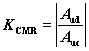 K_CMR = |A_ud / A_uc|